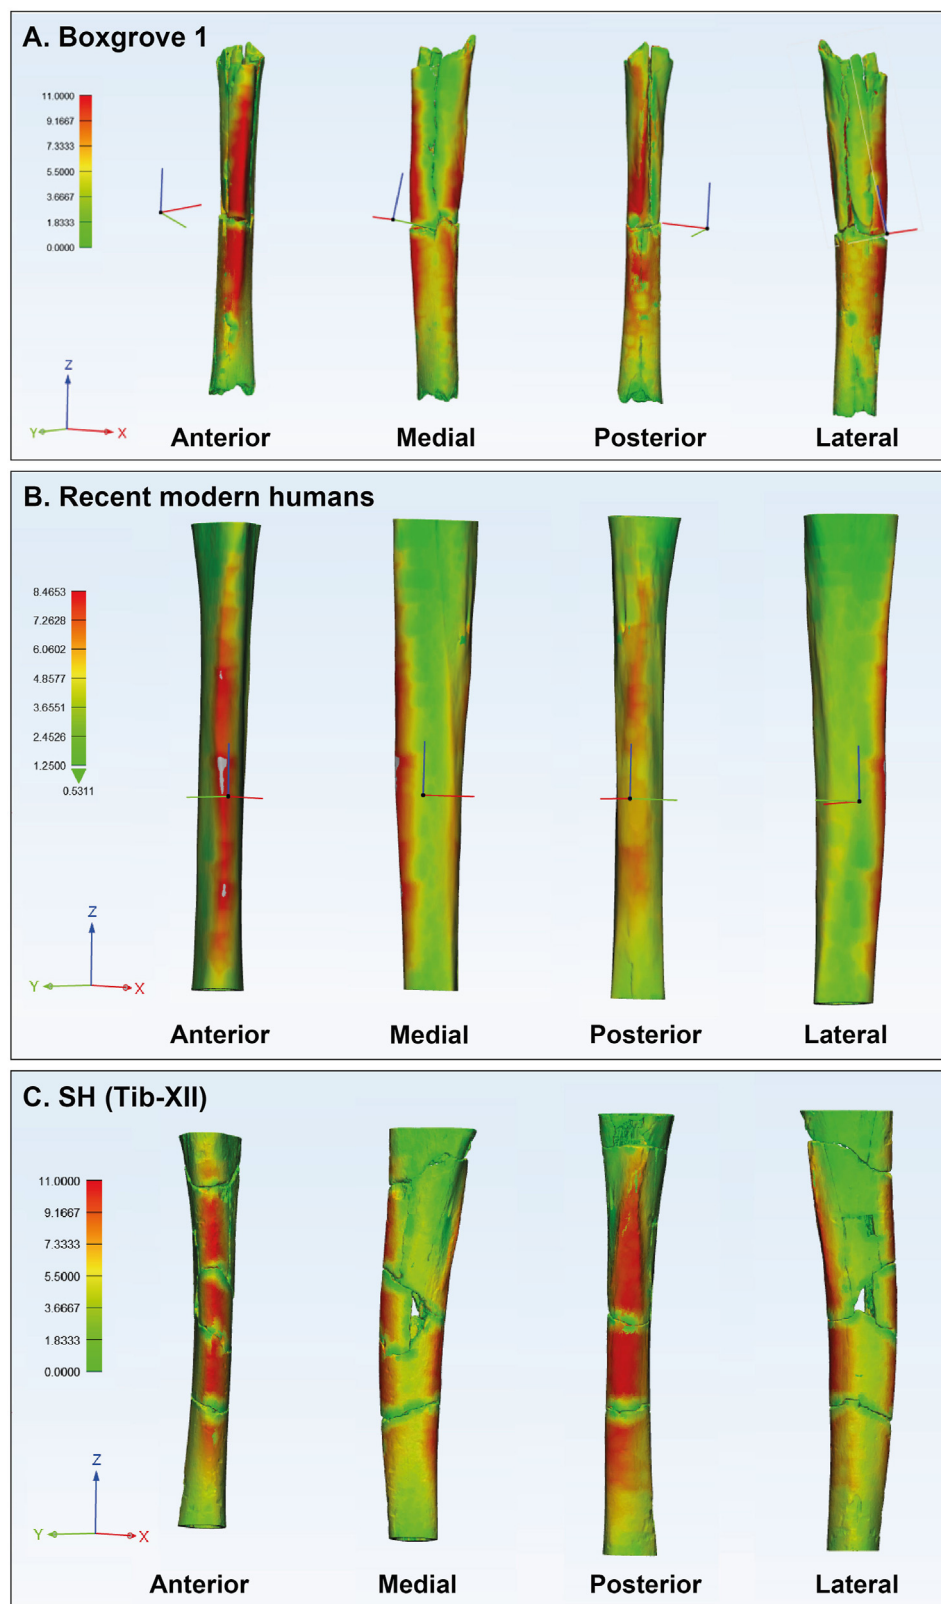 A. Boxgrove 1
11.0000
9.1667
7.3333
5.5000
3.6667
1.8333
0.0000
Z
Y
X
Anterior Medial Posterior Lateral
B. Recent modern humans
8.4653
7.2628
6.0602
4.8577
3.6551
2.4526
1.2500
0.5311
Z
Y
X
Anterior Medial Posterior Lateral
C. SH (Tib-XII)
11.0000
9.1667
7.3333
5.5000
3.6667
1.8333
0.0000
Z
Y
X
Anterior Medial Posterior Lateral